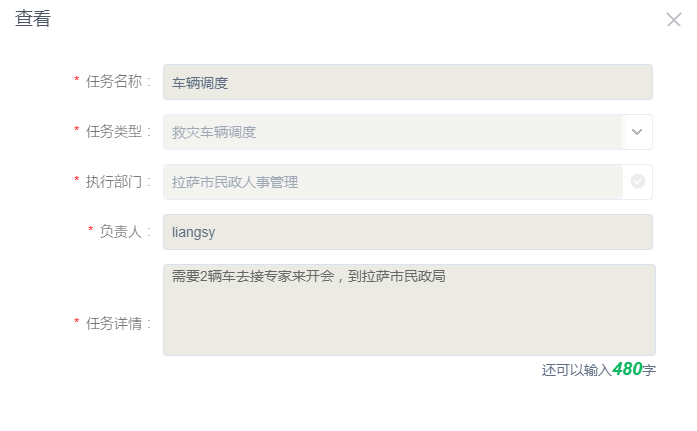 查看
* 任务名称： 车辆调度
* 任务类型： 救灾车辆调度
* 执行部门： 拉萨市民政人事管理
* 负责人： liangsy
* 任务详情： 需要2辆车去接专家来开会，到拉萨市民政局
还可以输入480字